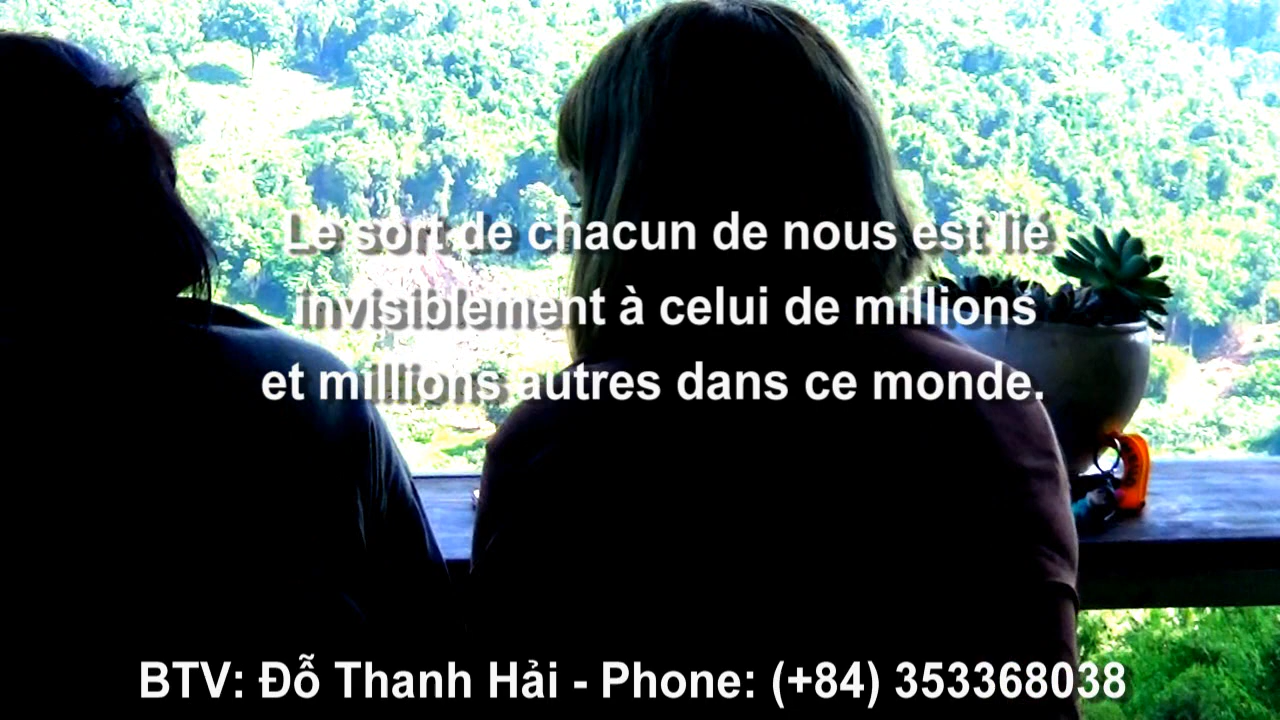 Le sort de chacun de nous est lié
invisiblement à celui de millions
et millions autres dans ce monde.
BTV: Đỗ Thanh Hải - Phone: (+84) 353368038